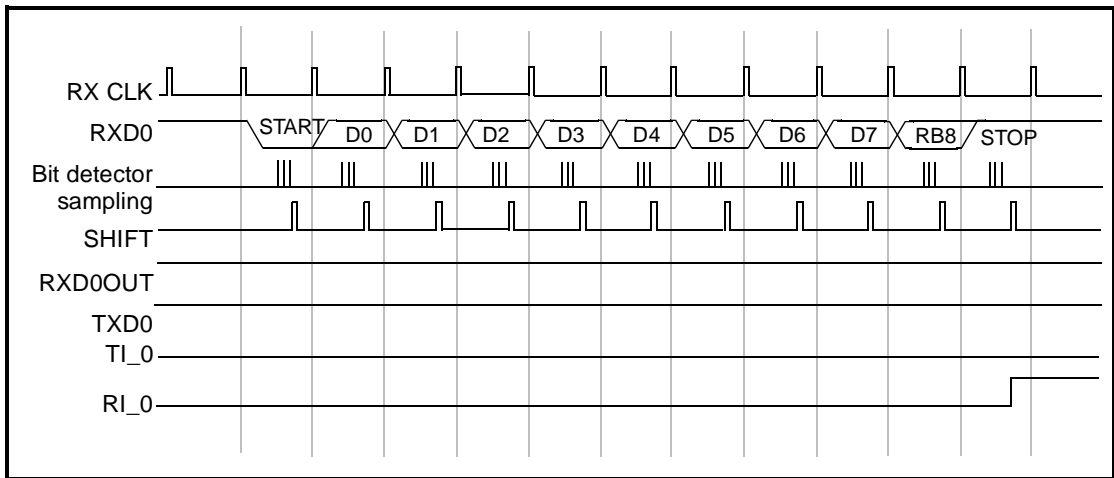 RX CLK
RXD0
START D0 D1 D2 D3 D4 D5 D6 D7 RB8 STOP
Bit detector
sampling
SHIFT
RXD0OUT
TXD0
TI_0
RI_0